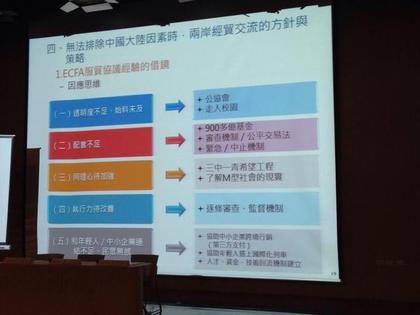 四、無法排除中國大陸因素時，兩岸經貿交流的方針與
策略
1.ECFA服貿協議經驗的借鏡
– 因應思維
(一)透明度不足、始料未及
+ 公協會
+ 走入校園
(二)配套不足
+ 900多億基金
+ 審查機制／公平交易法
+ 緊急／中止機制
(三)同理心待加強
+ 三中一青希望工程
+ 了解M型社會的現實
(四)執行力待改善
+ 逐條審查、監督機制
(五)和年輕人／中小企業連
結不足、民眾無感
+ 協助中小企業跨境行銷
(第三方支付)
+ 協助年輕人搭上國際化列車
+ 人才、資金、技術回流機制建立
19